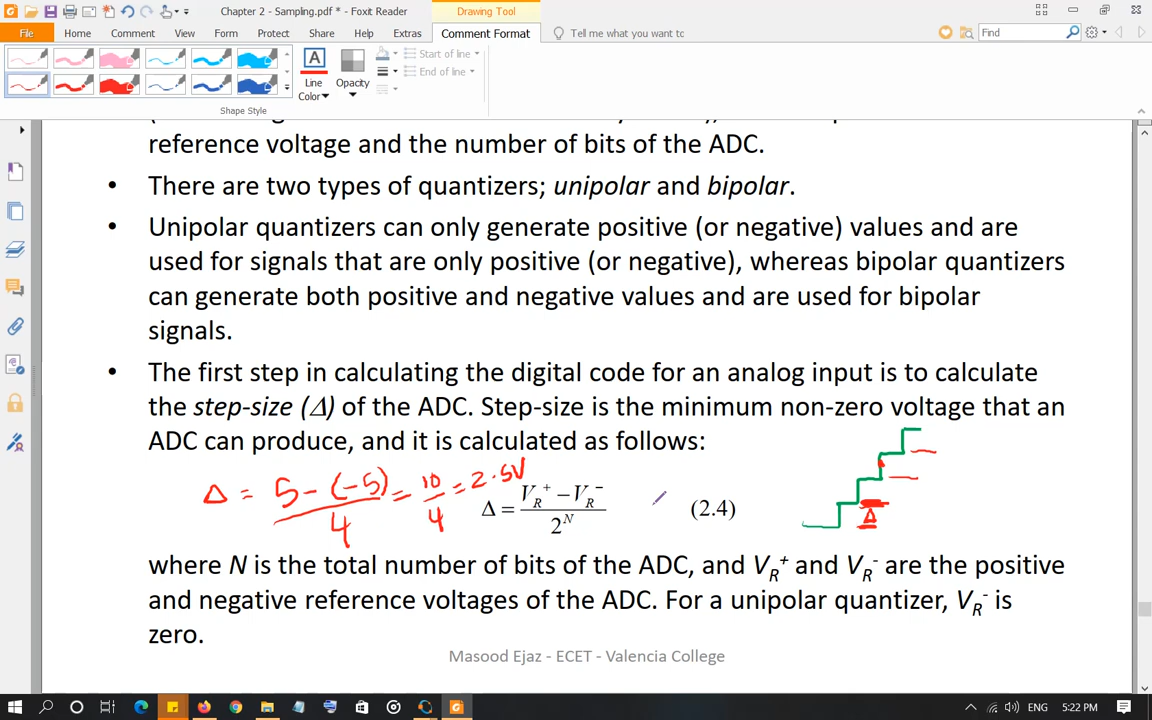 Chapter 2 - Sampling.pdf * - Foxit Reader
Drawing Tool
Home Comment View Form Protect Share Help Extras Comment Format Tell me what you want to Find
A
Start of line
End of line
Line Color
Opacity
Shape Style
reference voltage and the number of bits of the ADC.
• There are two types of quantizers; unipolar and bipolar.
• Unipolar quantizers can only generate positive (or negative) values and are
used for signals that are only positive (or negative), whereas bipolar quantizers
can generate both positive and negative values and are used for bipolar
signals.
• The first step in calculating the digital code for an analog input is to calculate
the step-size (Δ) of the ADC. Step-size is the minimum non-zero voltage that an
ADC can produce, and it is calculated as follows:
Δ = 5 - (-5) / 4 = 10 / 4 = 2.5V
Δ = V_R^+ - V_R^- / 2^N (2.4)
Δ
where N is the total number of bits of the ADC, and V_R^+ and V_R^- are the positive
and negative reference voltages of the ADC. For a unipolar quantizer, V_R^- is
zero.
Masood Ejaz - ECET - Valencia College
ENG 5:22 PM